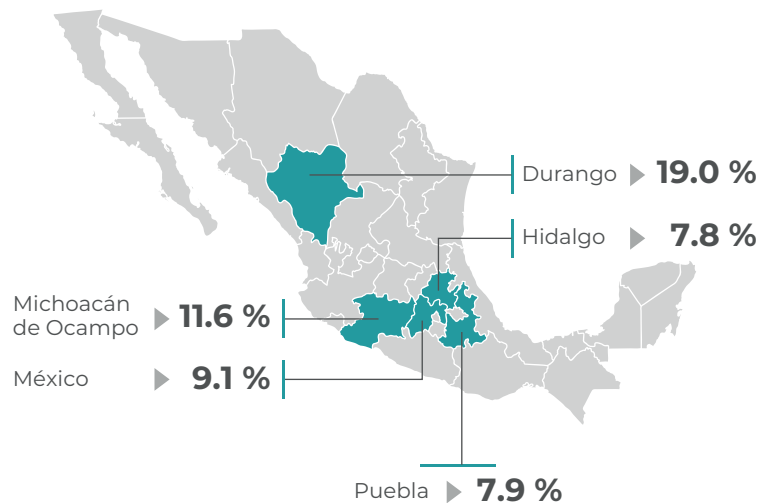 Durango 19.0 %
Hidalgo 7.8 %
Michoacán
de Ocampo 11.6 %
México 9.1 %
Puebla 7.9 %